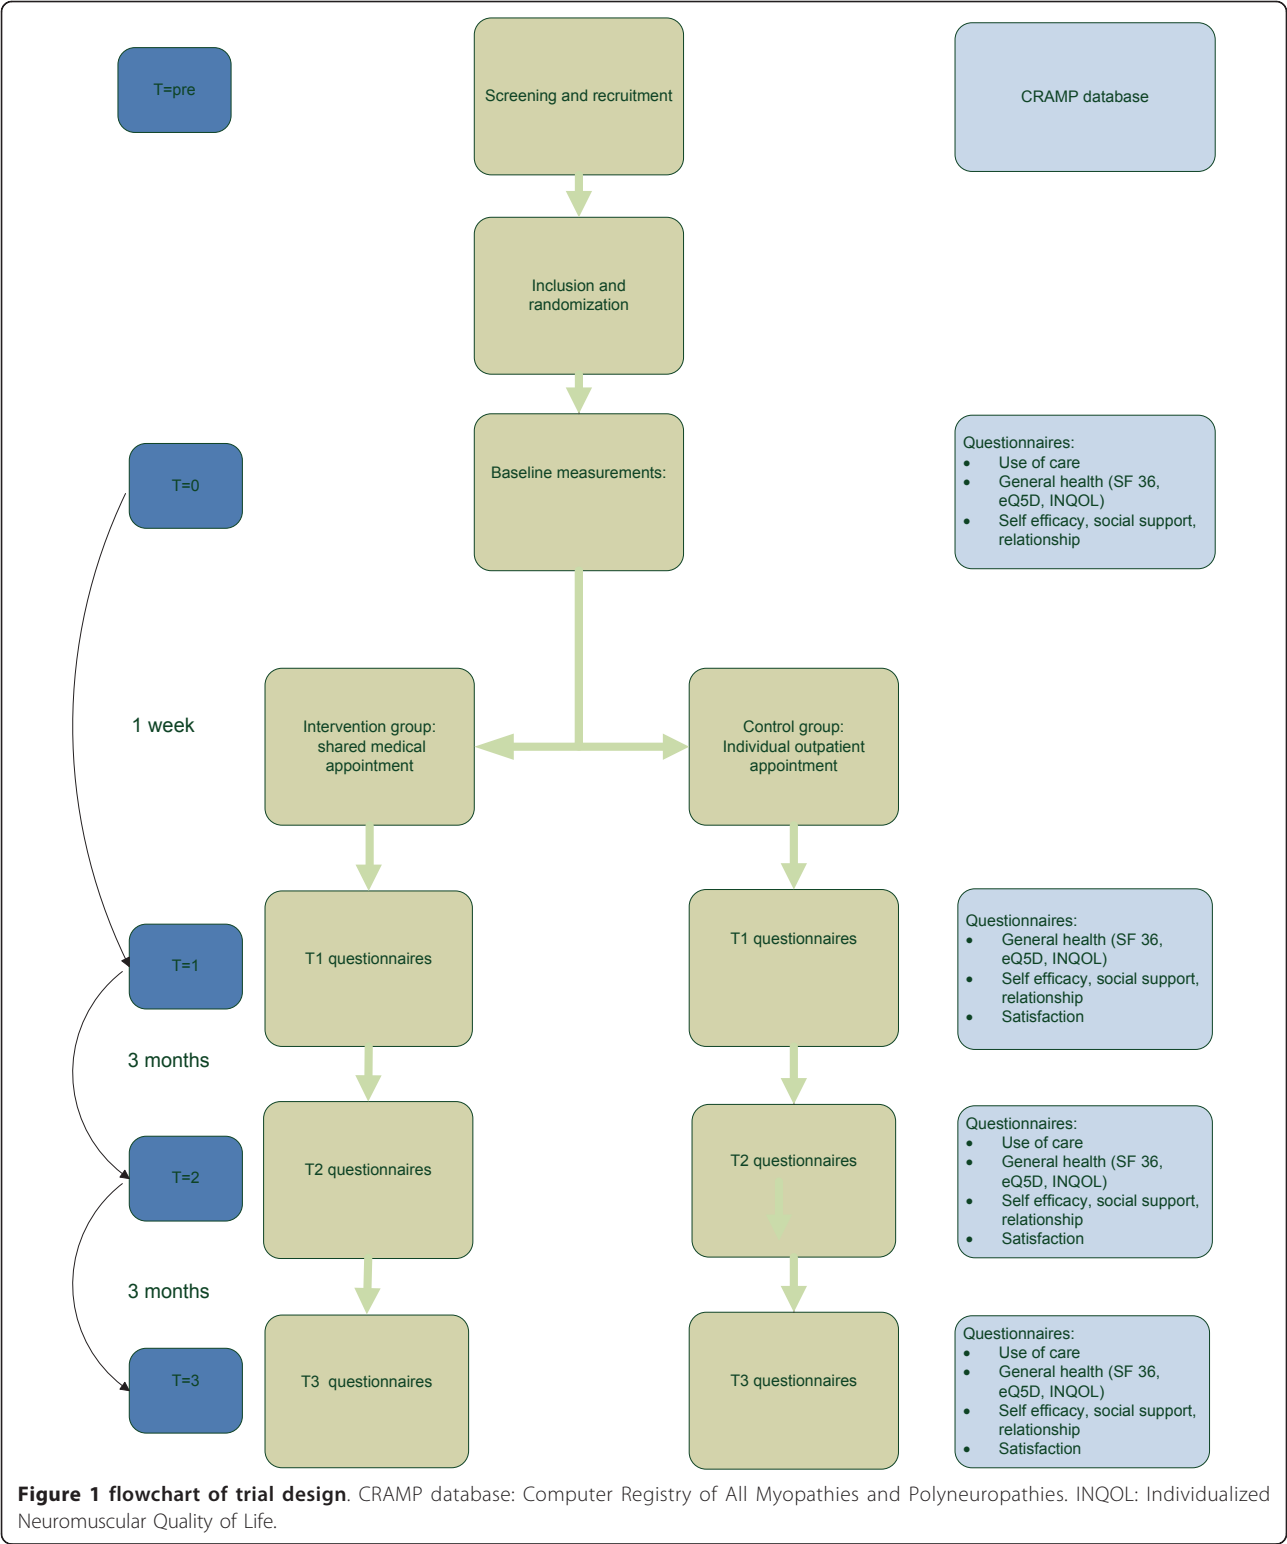 T=pre
Screening and recruitment
CRAMP database
Inclusion and
randomization
T=0
Baseline measurements:
Questionnaires:
• Use of care
• General health (SF 36,
eQ5D, INQOL)
• Self efficacy, social support,
relationship
1 week
Intervention group:
shared medical
appointment
Control group:
Individual outpatient
appointment
T=1
T1 questionnaires
T1 questionnaires
Questionnaires:
• General health (SF 36,
eQ5D, INQOL)
• Self efficacy, social support,
relationship
• Satisfaction
3 months
T=2
T2 questionnaires
T2 questionnaires
Questionnaires:
• Use of care
• General health (SF 36,
eQ5D, INQOL)
• Self efficacy, social support,
relationship
• Satisfaction
3 months
T=3
T3 questionnaires
T3 questionnaires
Questionnaires:
• Use of care
• General health (SF 36,
eQ5D, INQOL)
• Self efficacy, social support,
relationship
• Satisfaction
Figure 1 flowchart of trial design. CRAMP database: Computer Registry of All Myopathies and Polyneuropathies. INQOL: Individualized
Neuromuscular Quality of Life.